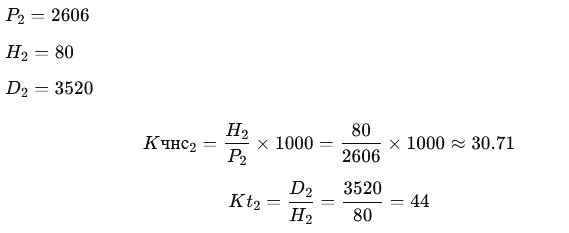 P₂ = 2606
H₂ = 80
D₂ = 3520
Kчнс₂ = H₂/P₂ × 1000 = 80/2606 × 1000 ≈ 30.71
Kt₂ = D₂/H₂ = 3520/80 = 44